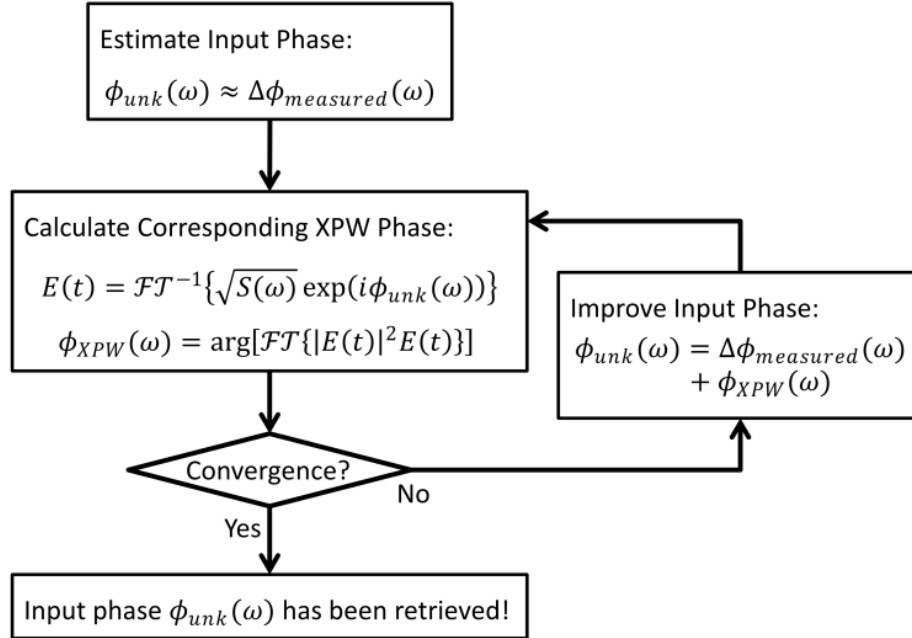 Estimate Input Phase:
ϕ_unk(ω) ≈ Δϕ_measured(ω)
Calculate Corresponding XPW Phase:
E(t) = ℱ𝒯⁻¹{√S(ω) exp(iϕ_unk(ω))}
ϕ_XPW(ω) = arg[ℱ𝒯{|E(t)|²E(t)}]
Improve Input Phase:
ϕ_unk(ω) = Δϕ_measured(ω)
+ ϕ_XPW(ω)
Convergence?
No
Yes
Input phase ϕ_unk(ω) has been retrieved!